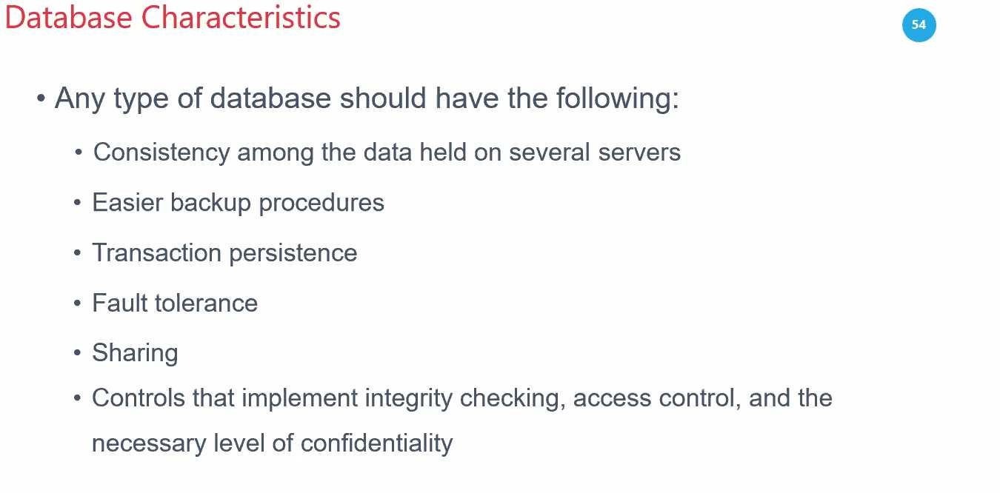 Database Characteristics
54
• Any type of database should have the following:
• Consistency among the data held on several servers
• Easier backup procedures
• Transaction persistence
• Fault tolerance
• Sharing
• Controls that implement integrity checking, access control, and the
necessary level of confidentiality